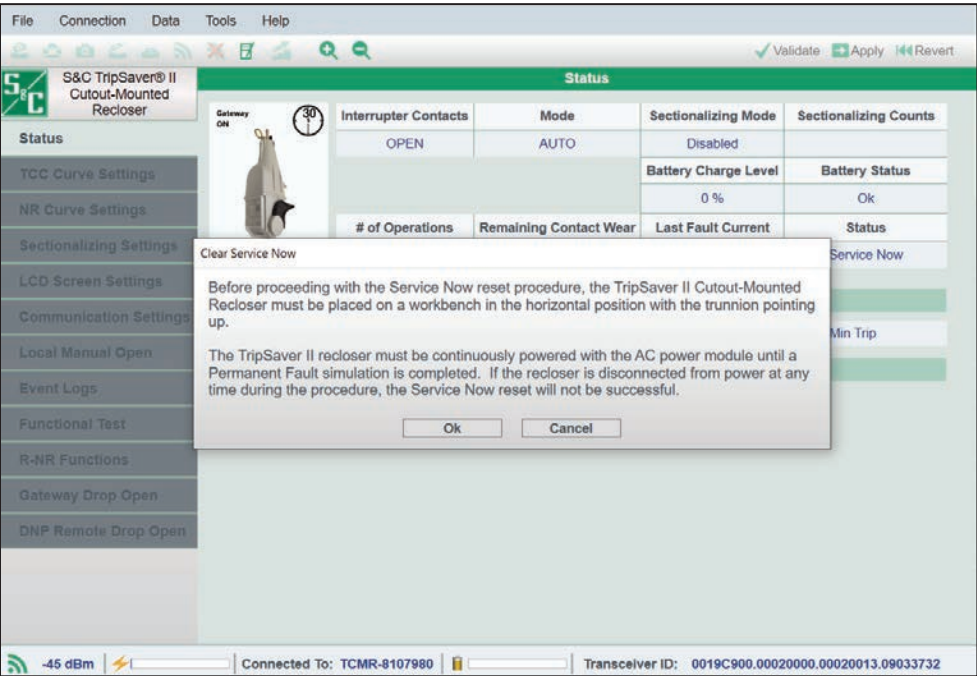 File Connection Data Tools Help
Validate Apply Revert
S&C
S&C TripSaver® II
Cutout-Mounted
Recloser
Status
Status
TCC Curve Settings
NR Curve Settings
Sectionalizing Settings
LCD Screen Settings
Communication Settings
Local Manual Open
Event Logs
Functional Test
R-NR Functions
Gateway Drop Open
DNP Remote Drop Open
Gateway
ON
30
Interrupter Contacts Mode Sectionalizing Mode Sectionalizing Counts
OPEN AUTO Disabled
Battery Charge Level Battery Status
0 % Ok
# of Operations Remaining Contact Wear Last Fault Current Status
Service Now
Min Trip
Clear Service Now
Before proceeding with the Service Now reset procedure, the TripSaver II Cutout-Mounted
Recloser must be placed on a workbench in the horizontal position with the trunnion pointing
up.
The TripSaver II recloser must be continuously powered with the AC power module until a
Permanent Fault simulation is completed. If the recloser is disconnected from power at any
time during the procedure, the Service Now reset will not be successful.
Ok Cancel
-45 dBm Connected To: TCMR-8107980 Transceiver ID: 0019C900.00020000.00020013.09033732